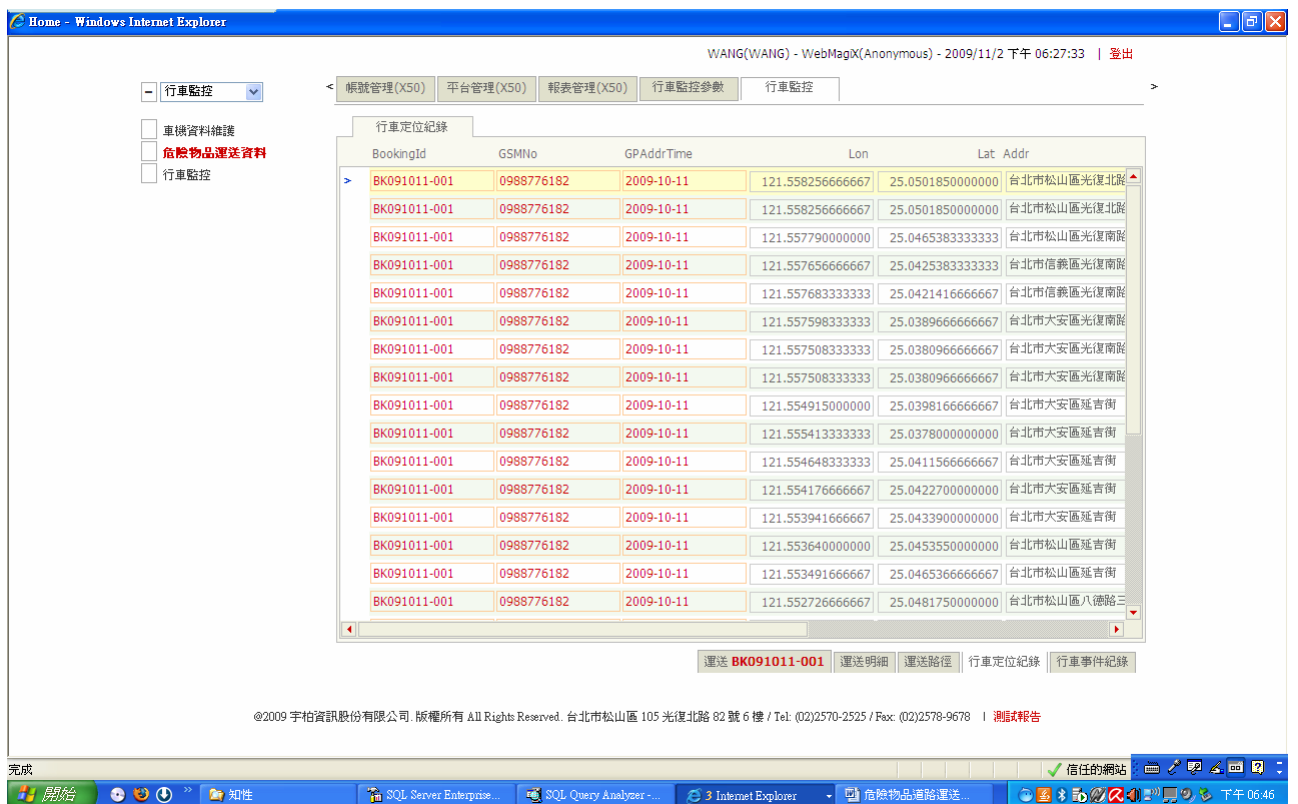 Home - Windows Internet Explorer
WANG(WANG) - WebMagiX(Anonymous) - 2009/11/2 下午 06:27:33 | 登出
行車監控
< 帳號管理(X50) 平台管理(X50) 報表管理(X50) 行車監控參數 行車監控 >
車機資料維護
危險物品運送資料
行車監控
行車定位紀錄
BookingId GSMNo GPAddrTime Lon Lat Addr
> BK091011-001 0988776182 2009-10-11 121.558256666667 25.0501850000000 台北市松山區光復北路
BK091011-001 0988776182 2009-10-11 121.558256666667 25.0501850000000 台北市松山區光復北路
BK091011-001 0988776182 2009-10-11 121.557790000000 25.0465383333333 台北市松山區光復南路
BK091011-001 0988776182 2009-10-11 121.557656666667 25.0425383333333 台北市信義區光復南路
BK091011-001 0988776182 2009-10-11 121.557683333333 25.0421416666667 台北市信義區光復南路
BK091011-001 0988776182 2009-10-11 121.557598333333 25.0389666666667 台北市大安區光復南路
BK091011-001 0988776182 2009-10-11 121.557508333333 25.0380966666667 台北市大安區光復南路
BK091011-001 0988776182 2009-10-11 121.557508333333 25.0380966666667 台北市大安區光復南路
BK091011-001 0988776182 2009-10-11 121.554915000000 25.0398166666667 台北市大安區延吉街
BK091011-001 0988776182 2009-10-11 121.555413333333 25.0378000000000 台北市大安區延吉街
BK091011-001 0988776182 2009-10-11 121.554648333333 25.0411566666667 台北市大安區延吉街
BK091011-001 0988776182 2009-10-11 121.554176666667 25.0422700000000 台北市大安區延吉街
BK091011-001 0988776182 2009-10-11 121.553941666667 25.0433900000000 台北市大安區延吉街
BK091011-001 0988776182 2009-10-11 121.553640000000 25.0453550000000 台北市松山區延吉街
BK091011-001 0988776182 2009-10-11 121.553491666667 25.0465366666667 台北市松山區延吉街
BK091011-001 0988776182 2009-10-11 121.552726666667 25.0481750000000 台北市松山區八德路三
運送 BK091011-001 運送明細 運送路徑 行車定位紀錄 行車事件紀錄
@2009 宇柏資訊股份有限公司. 版權所有 All Rights Reserved. 台北市松山區 105 光復北路 82 號 6 樓 / Tel: (02)2570-2525 / Fax: (02)2578-9678 | 測試報告
完成 信任的網站
開始 知性 SQL Server Enterprise... SQL Query Analyzer -... 3 Internet Explorer 危險物品道路運送... 下午 06:46